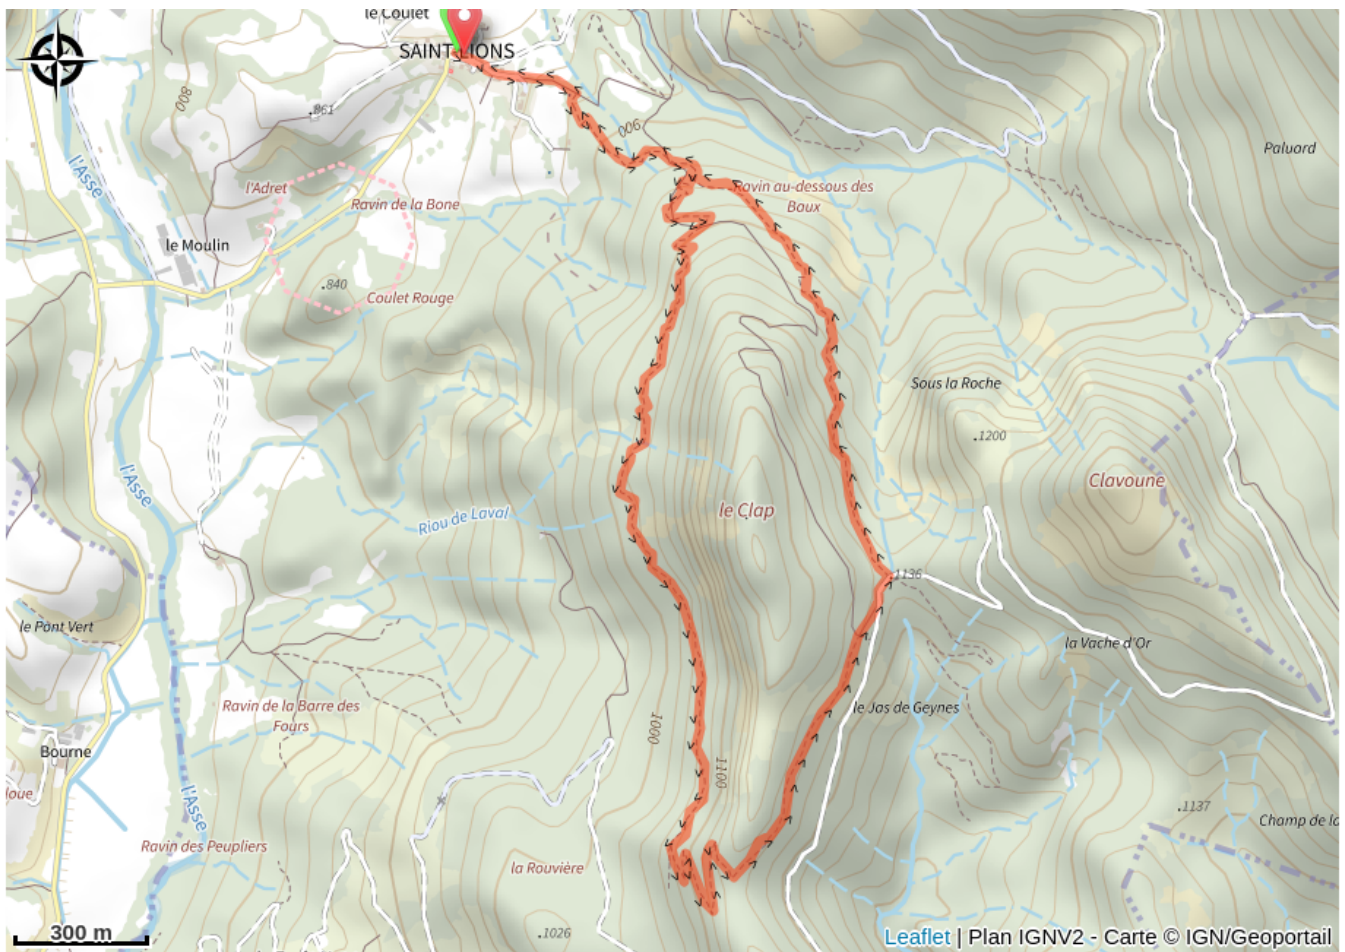 le Coulet
SAINT-LIONS
800
.861
900
l'Asse
Paluord
l'Adret
Ravin de la Bone
Ravin au-dessous des
Baux
le Moulin
.840
Coulet Rouge
Sous la Roche
.1200
Clavoune
l'Asse
Riou de Laval
le Clap
1136
le Pont Vert
la Vache d'Or
Ravin de la Barre des
Fours
le Jas de Geynes
1000
1100
Bourne
loue
l'Asse
.1137
Champ de la
Ravin des Peupliers
la Rouvière
.1026
300 m
Leaflet | Plan IGNV2 - Carte © IGN/Geoportail